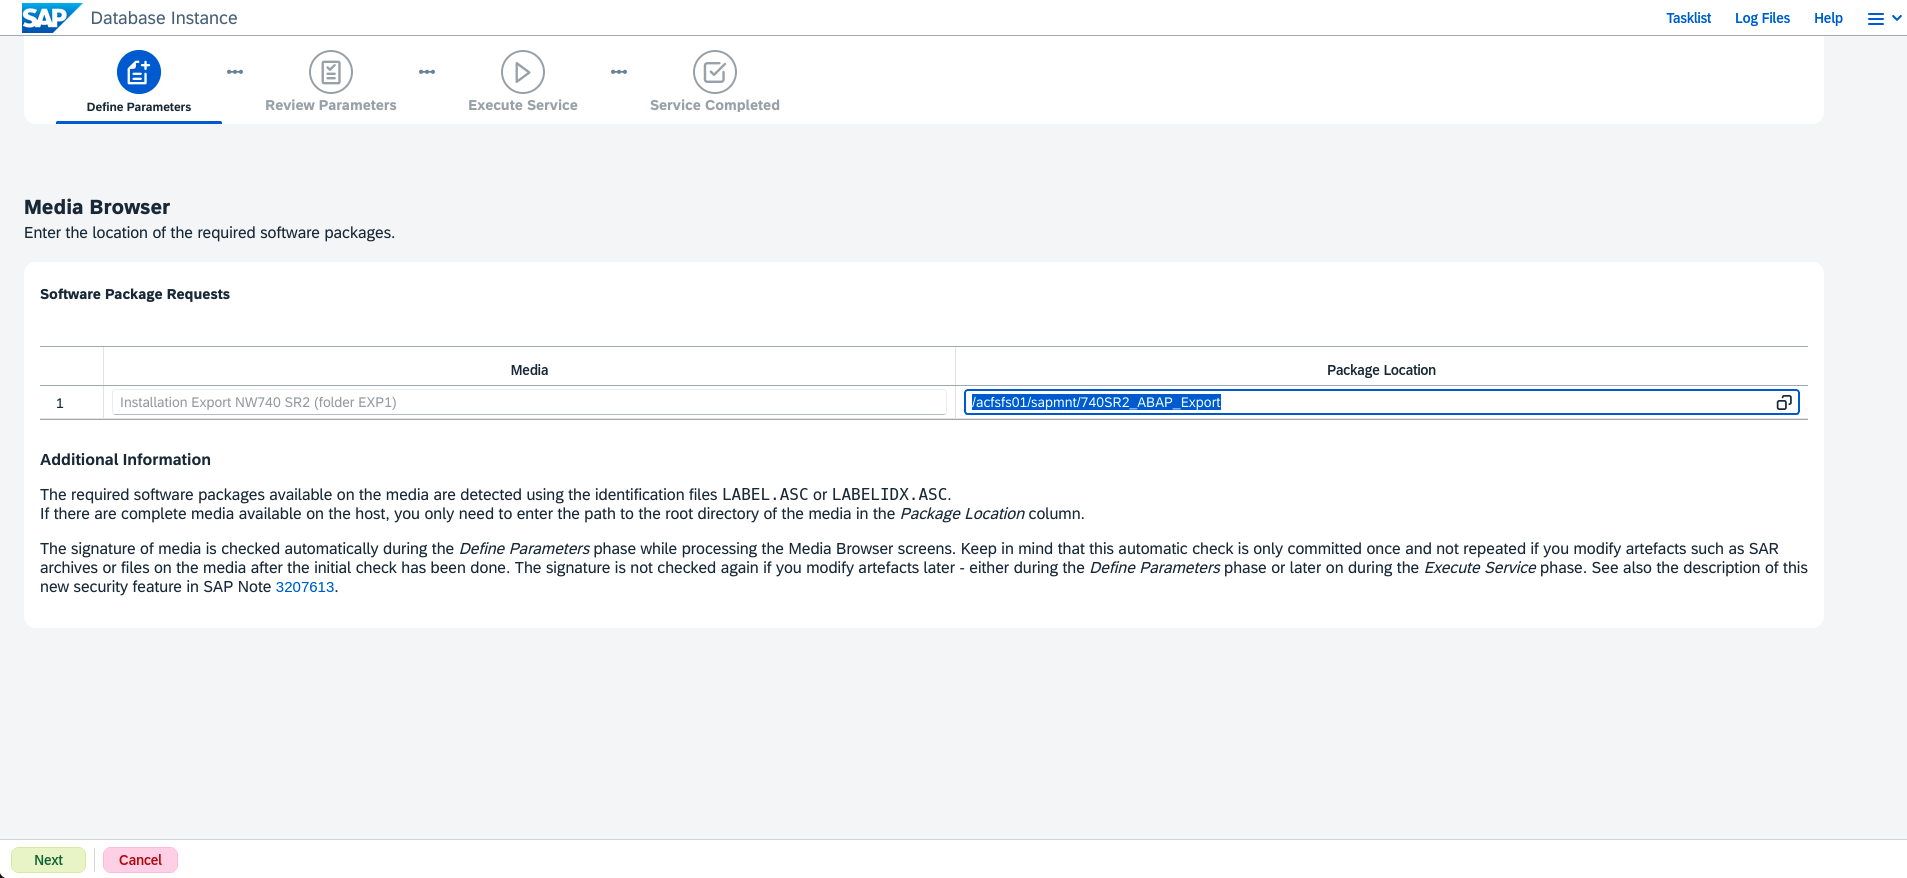 SAP Database Instance
Tasklist Log Files Help
Define Parameters
Review Parameters
Execute Service
Service Completed
Media Browser
Enter the location of the required software packages.
Software Package Requests
Media Package Location
1 Installation Export NW740 SR2 (folder EXP1) /acfsfs01/sapmnt/740SR2_ABAP_Export
Additional Information
The required software packages available on the media are detected using the identification files LABEL.ASC or LABELIDX.ASC.
If there are complete media available on the host, you only need to enter the path to the root directory of the media in the Package Location column.
The signature of media is checked automatically during the Define Parameters phase while processing the Media Browser screens. Keep in mind that this automatic check is only committed once and not repeated if you modify artefacts such as SAR
archives or files on the media after the initial check has been done. The signature is not checked again if you modify artefacts later - either during the Define Parameters phase or later on during the Execute Service phase. See also the description of this
new security feature in SAP Note 3207613.
Next Cancel